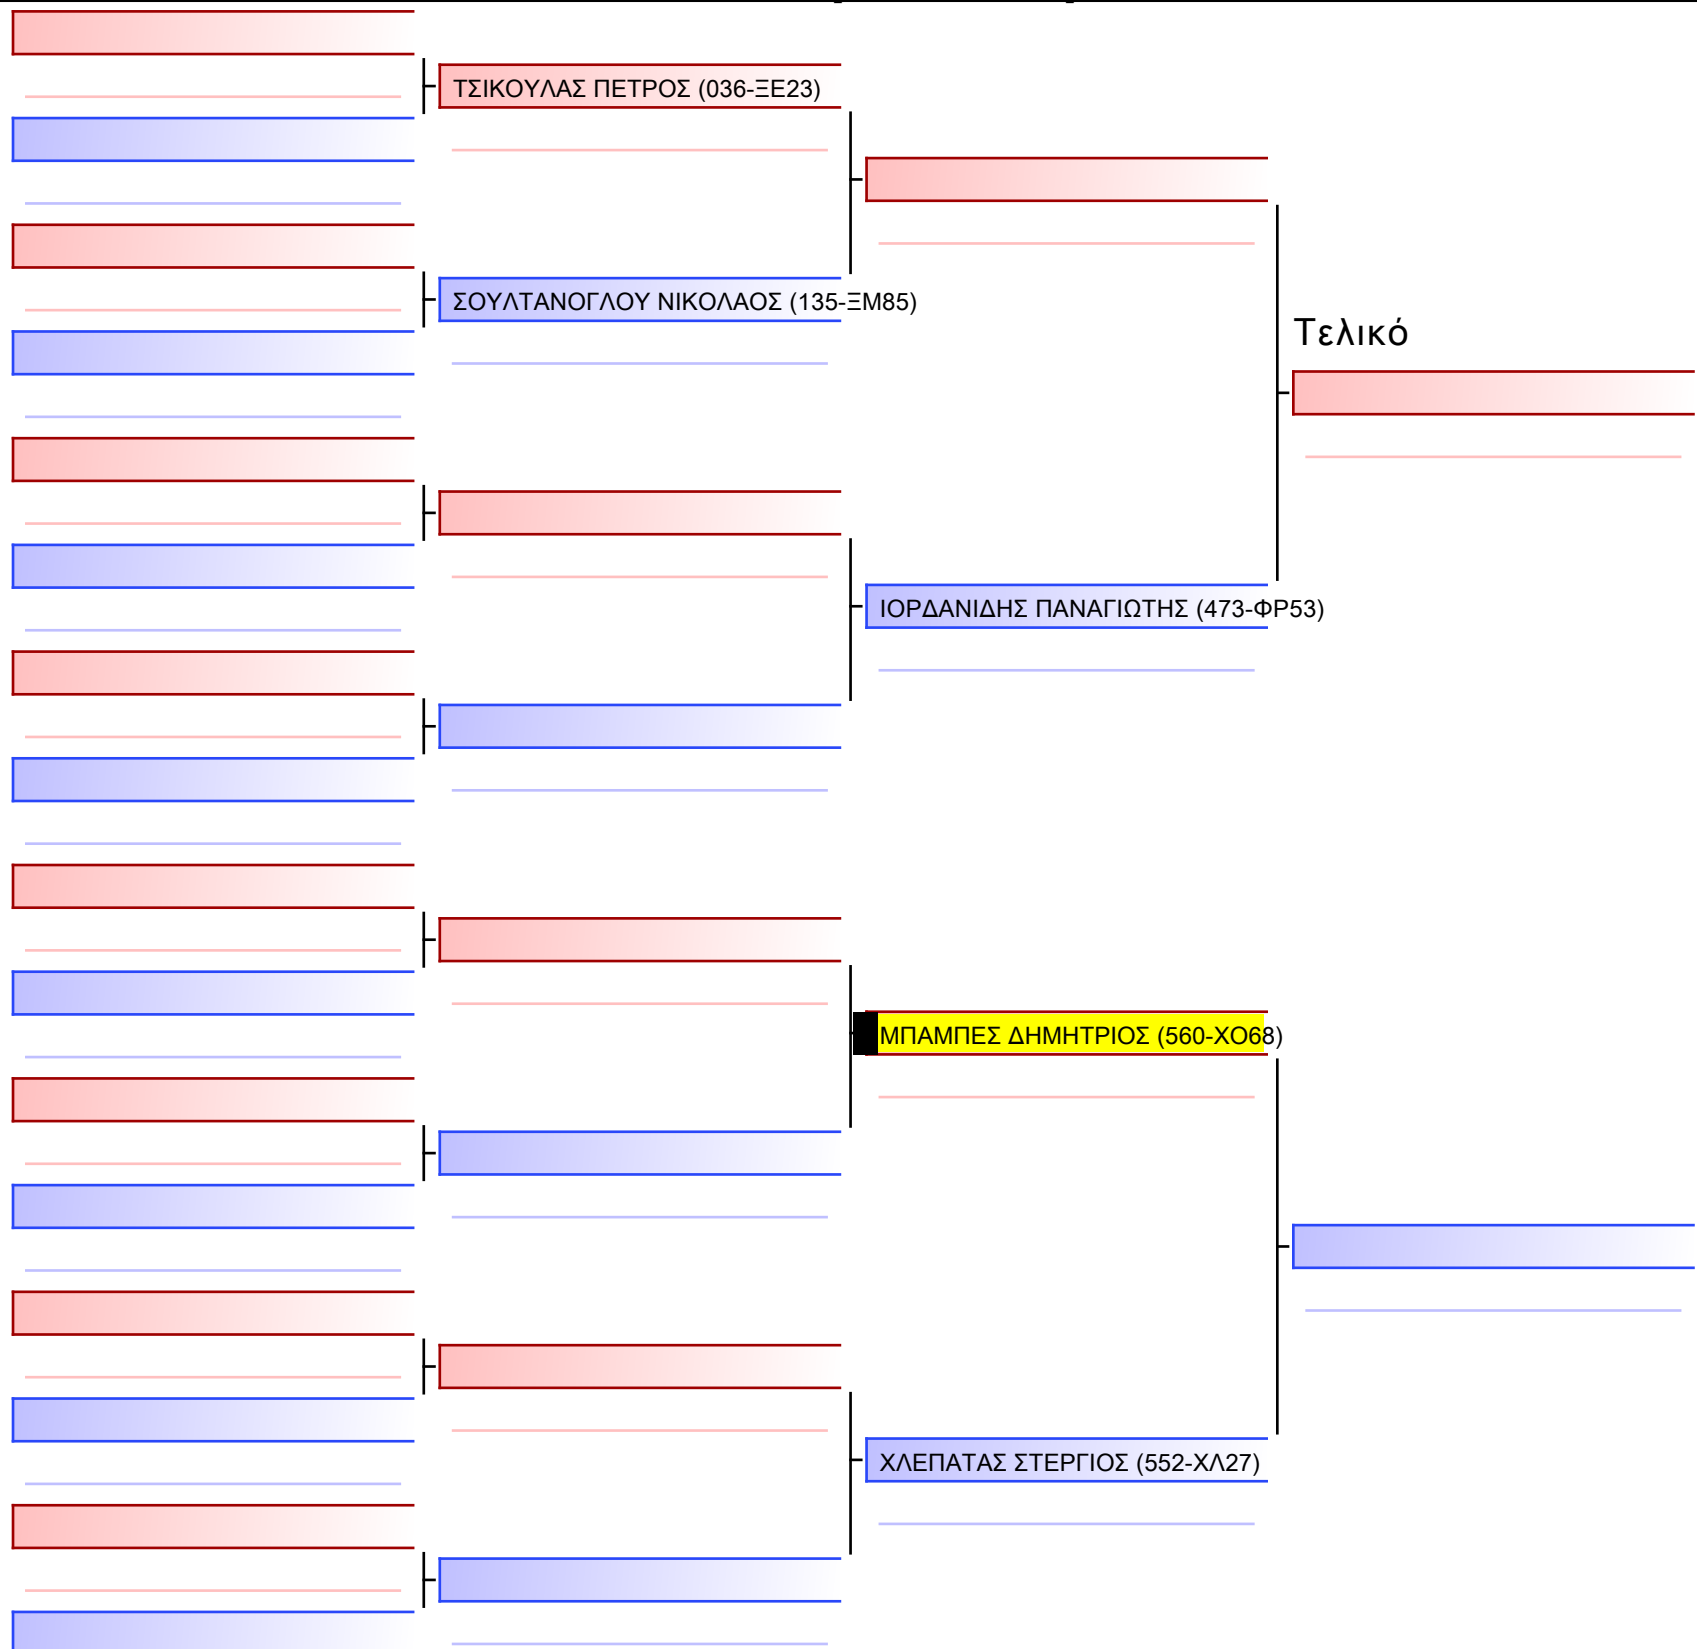 ΤΣΙΚΟΥΛΑΣ ΠΕΤΡΟΣ (036-ΞΕ23)
ΣΟΥΛΤΑΝΟΓΛΟΥ ΝΙΚΟΛΑΟΣ (135-ΞΜ85)
Τελικό
ΙΟΡΔΑΝΙΔΗΣ ΠΑΝΑΓΙΩΤΗΣ (473-ΦΡ53)
ΜΠΑΜΠΕΣ ΔΗΜΗΤΡΙΟΣ (560-ΧΟ68)
ΧΛΕΠΑΤΑΣ ΣΤΕΡΓΙΟΣ (552-ΧΛ27)